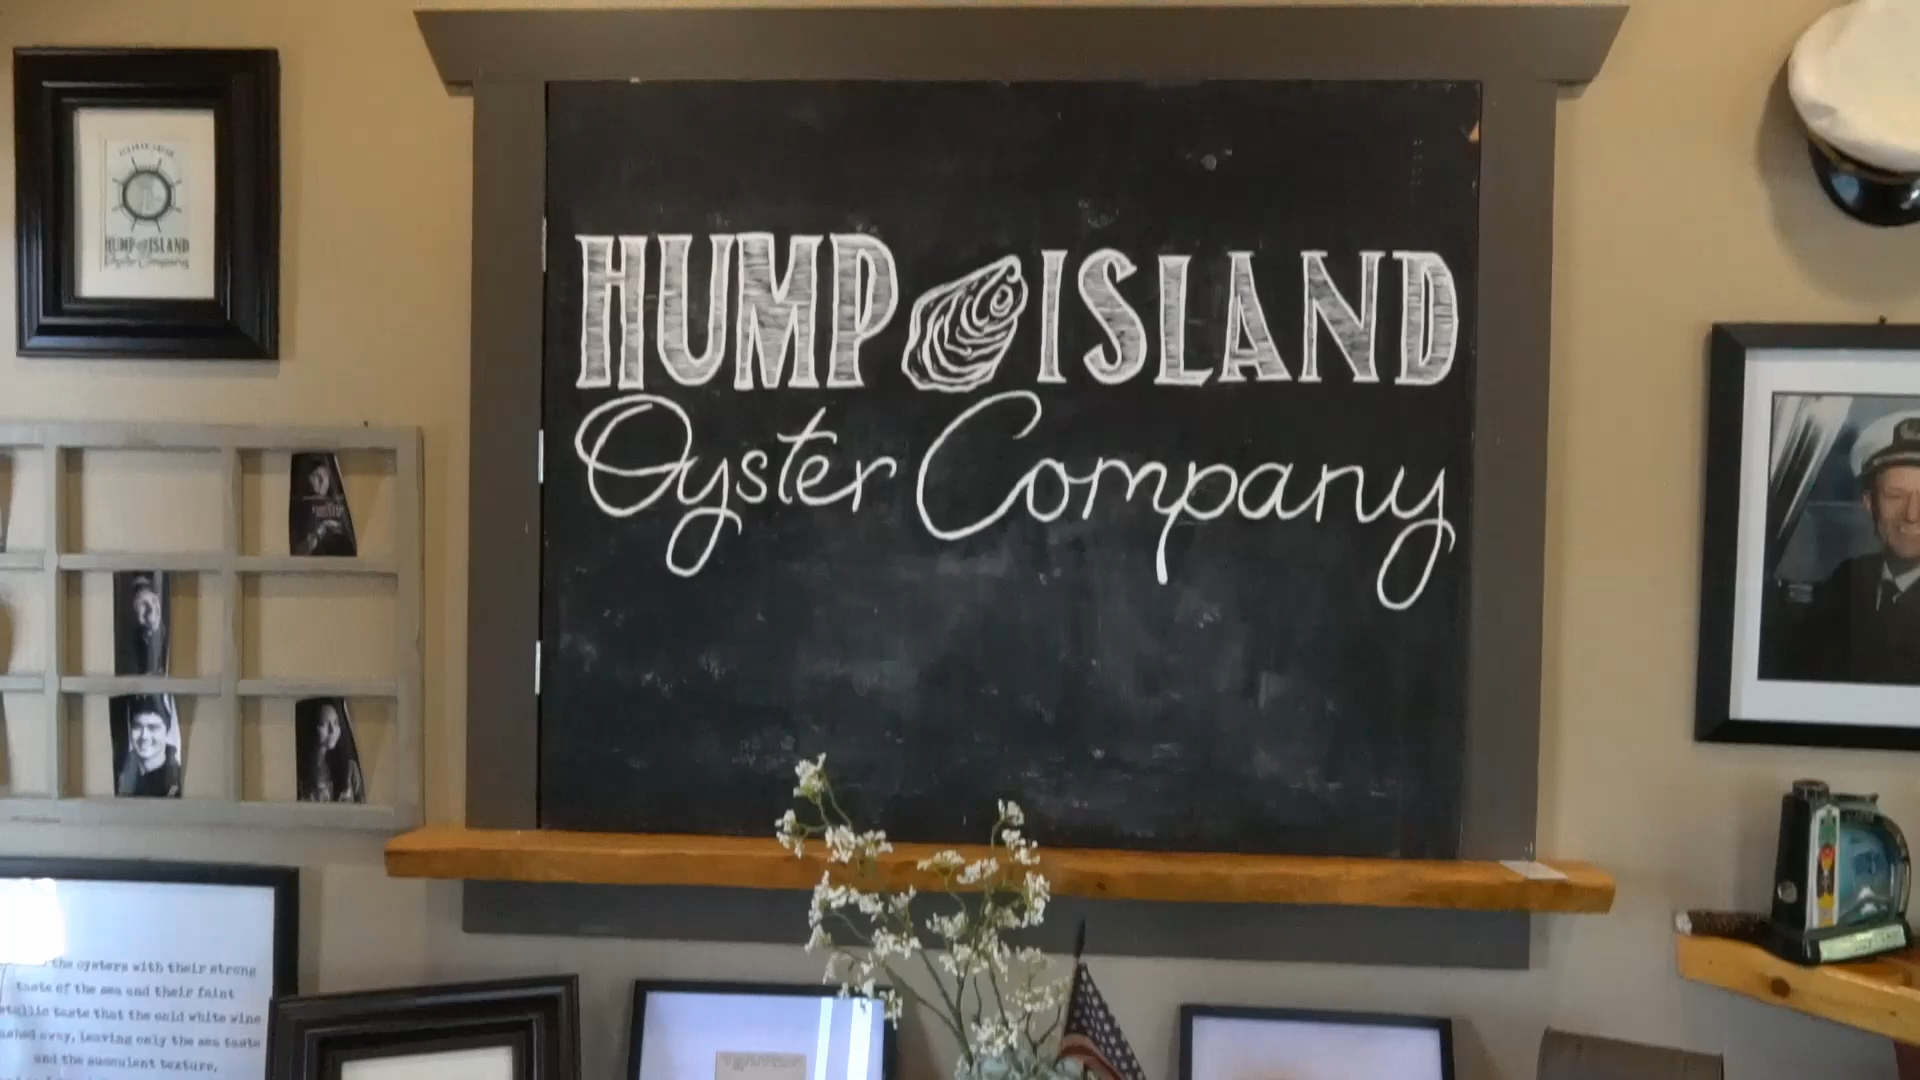 HUMP ISLAND
Oyster Company
HUMP ISLAND
Oyster Company
the oysters with their strong
taste of the sea and their faint
metallic taste that the cold white wine
washed away, leaving only the sea taste
and the succulent texture,